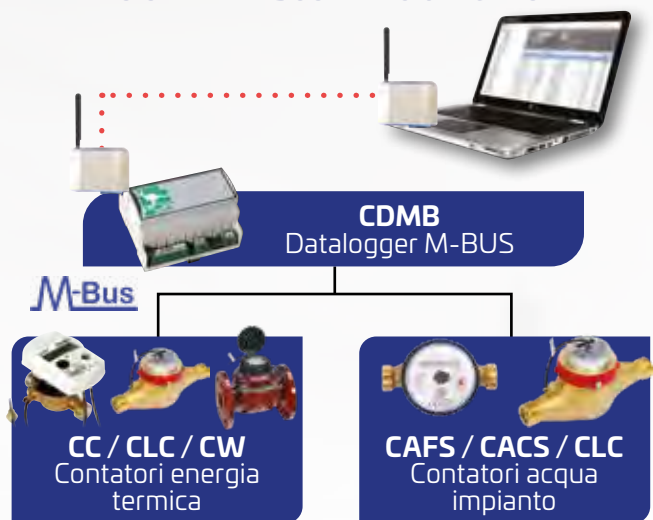 CDMB
Datalogger M-BUS
M-Bus
CC / CLC / CW
Contatori energia
termica
CAFS / CACS / CLC
Contatori acqua
impianto